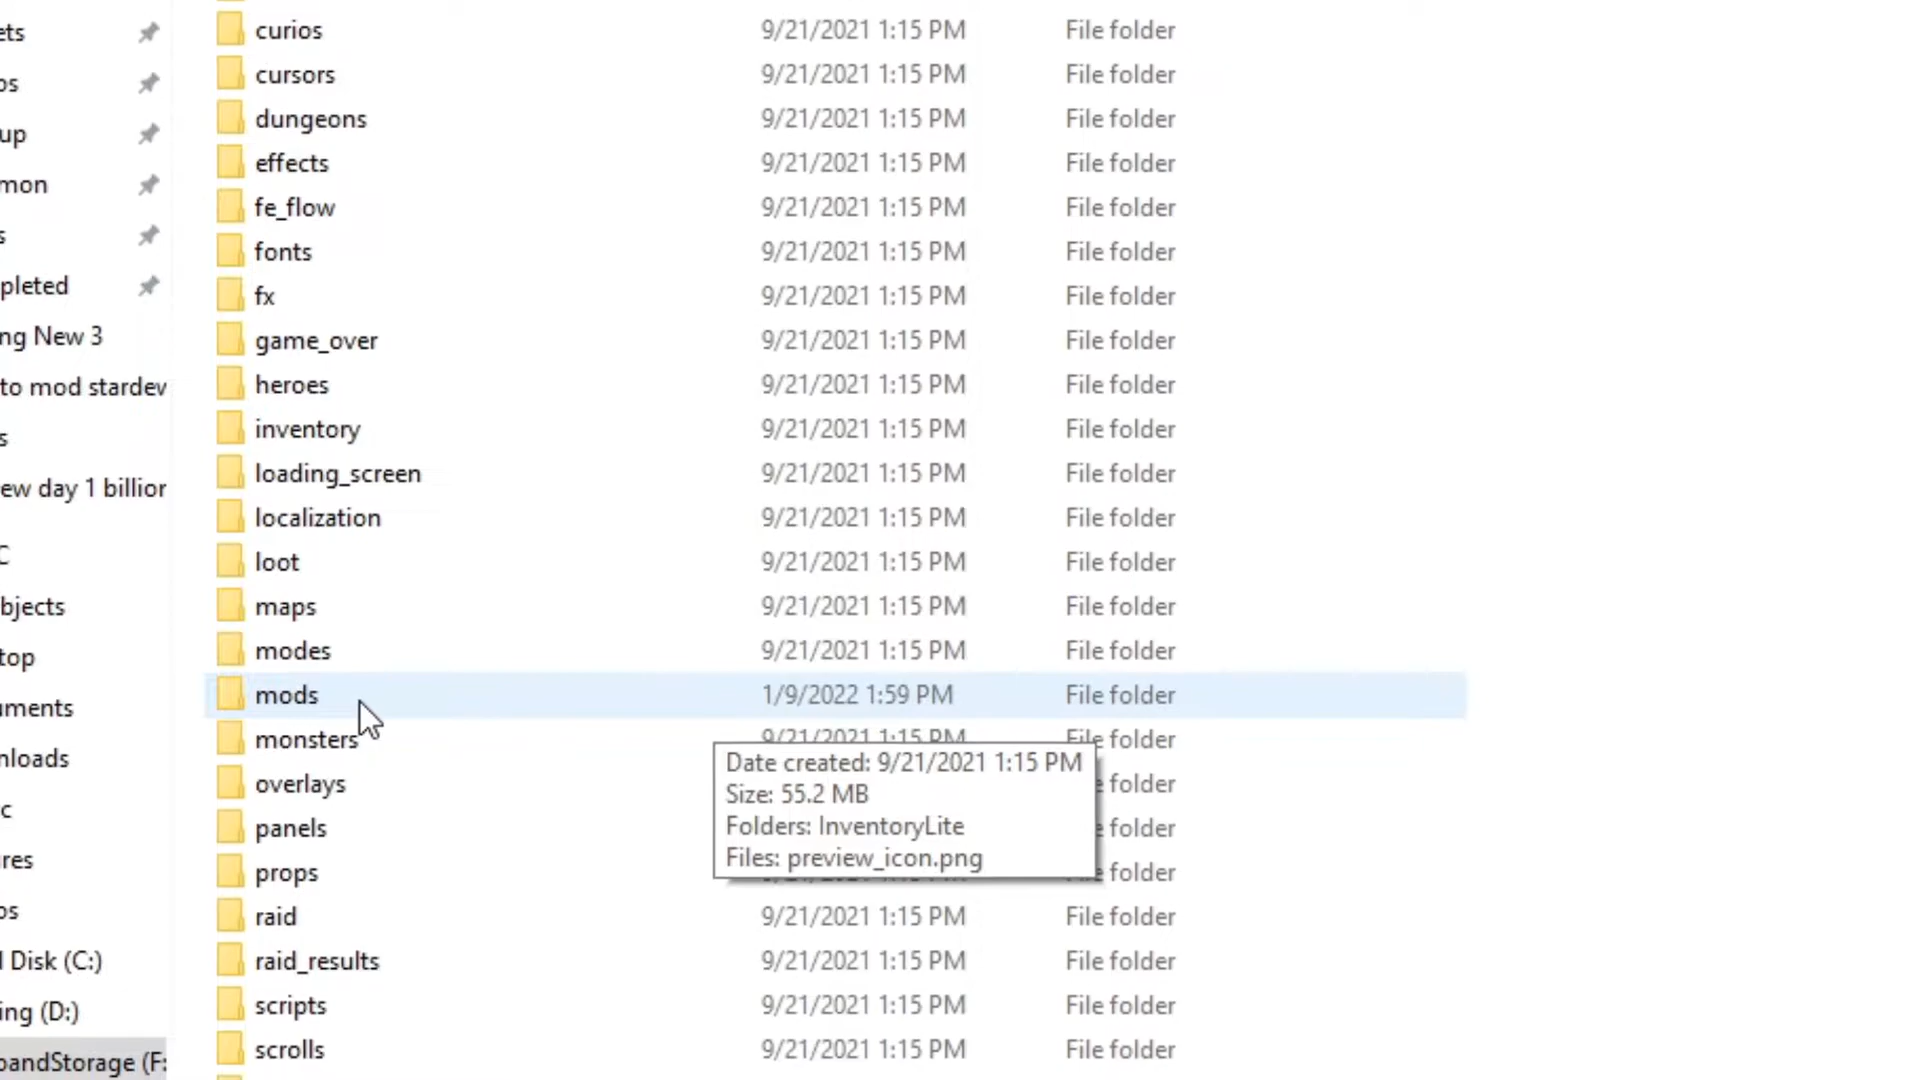 ets
curios 9/21/2021 1:15 PM File folder
os
cursors 9/21/2021 1:15 PM File folder
up
dungeons 9/21/2021 1:15 PM File folder
mon
effects 9/21/2021 1:15 PM File folder
fe_flow 9/21/2021 1:15 PM File folder
s
fonts 9/21/2021 1:15 PM File folder
pleted
fx 9/21/2021 1:15 PM File folder
ng New 3
game_over 9/21/2021 1:15 PM File folder
to mod stardew
heroes 9/21/2021 1:15 PM File folder
s
inventory 9/21/2021 1:15 PM File folder
loading_screen 9/21/2021 1:15 PM File folder
ew day 1 billior
localization 9/21/2021 1:15 PM File folder
C
loot 9/21/2021 1:15 PM File folder
bjects
maps 9/21/2021 1:15 PM File folder
top
modes 9/21/2021 1:15 PM File folder
uments
mods 1/9/2022 1:59 PM File folder
monsters 9/21/2021 1:15 PM File folder
nloads
Date created: 9/21/2021 1:15 PM
Size: 55.2 MB
Folders: InventoryLite
Files: preview_icon.png
overlays e folder
c
panels e folder
res
props e folder
os
raid 9/21/2021 1:15 PM File folder
l Disk (C:)
raid_results 9/21/2021 1:15 PM File folder
ing (D:)
scripts 9/21/2021 1:15 PM File folder
oandStorage (F:
scrolls 9/21/2021 1:15 PM File folder